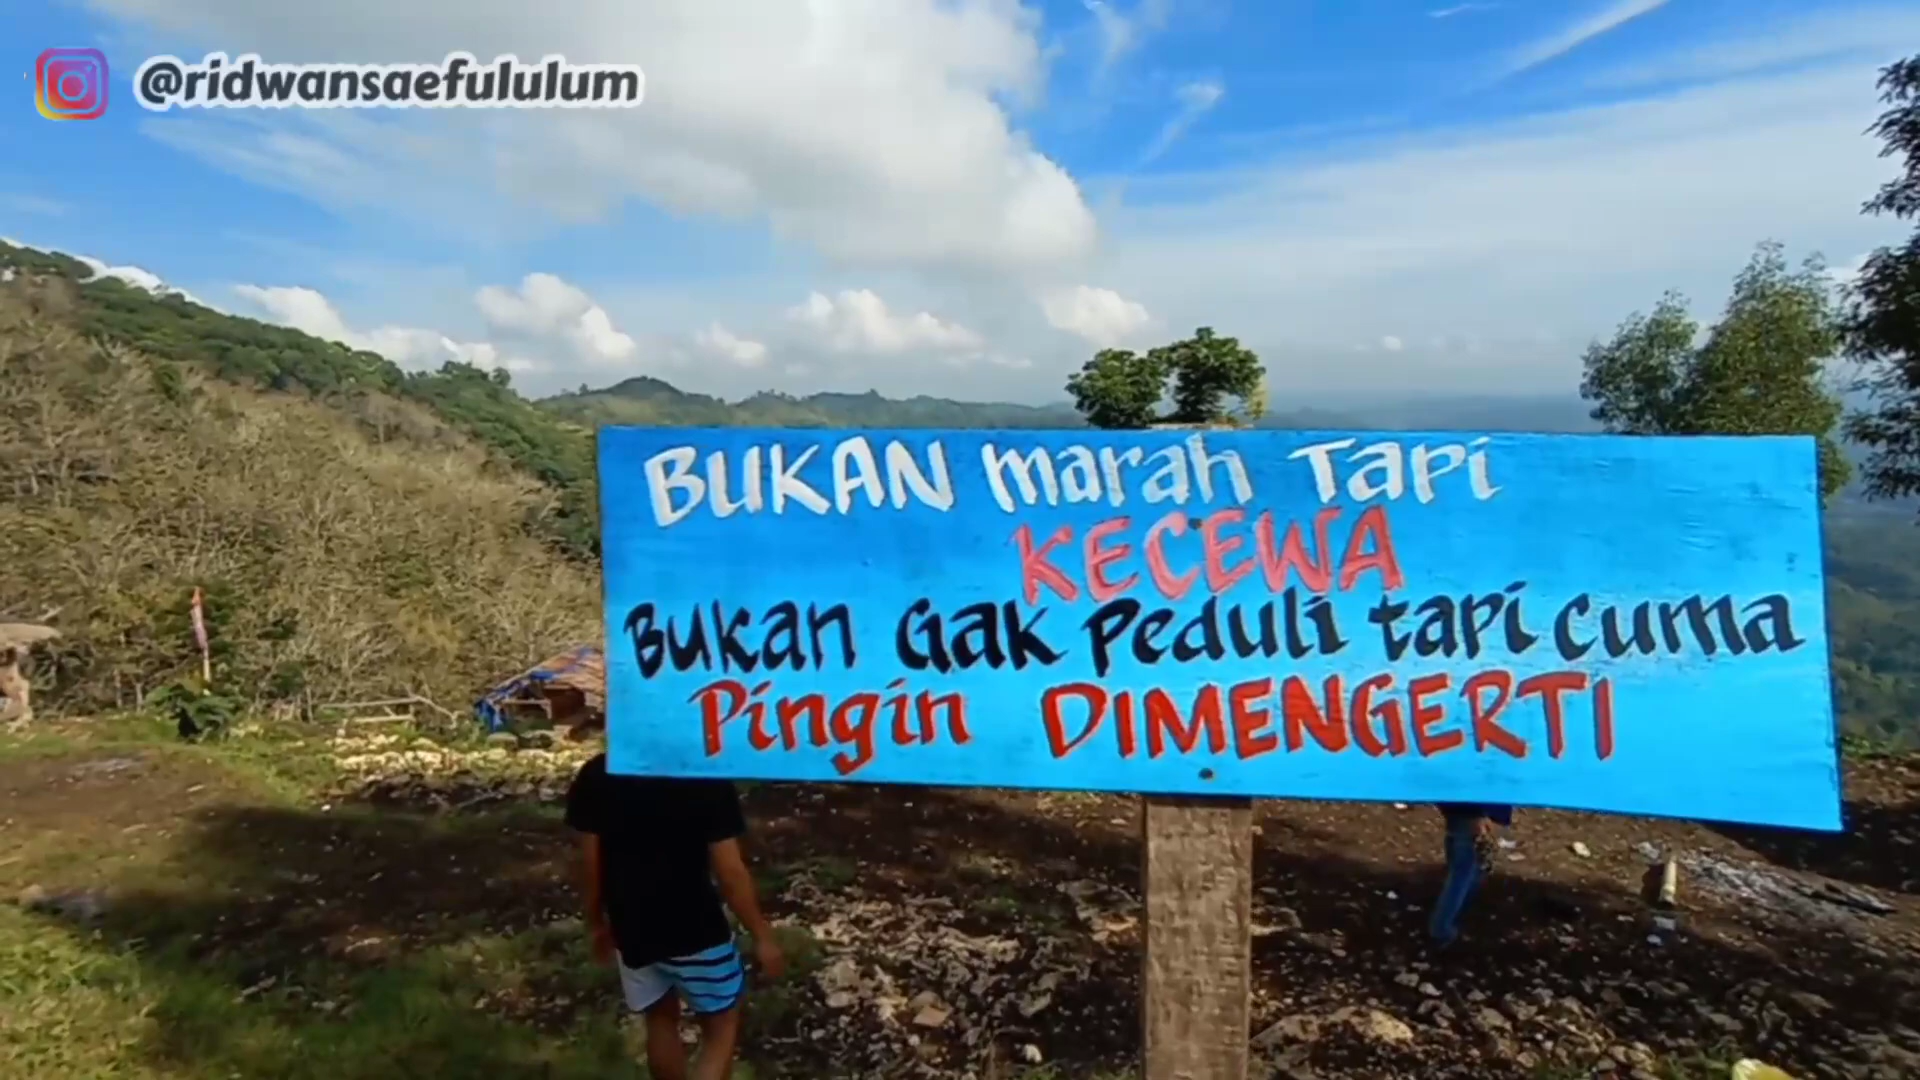 @ridwansaefululum
BUKAN marah Tapi
KECEWA
Bukan Gak Peduli tapi cuma
Pingin DIMENGERTI